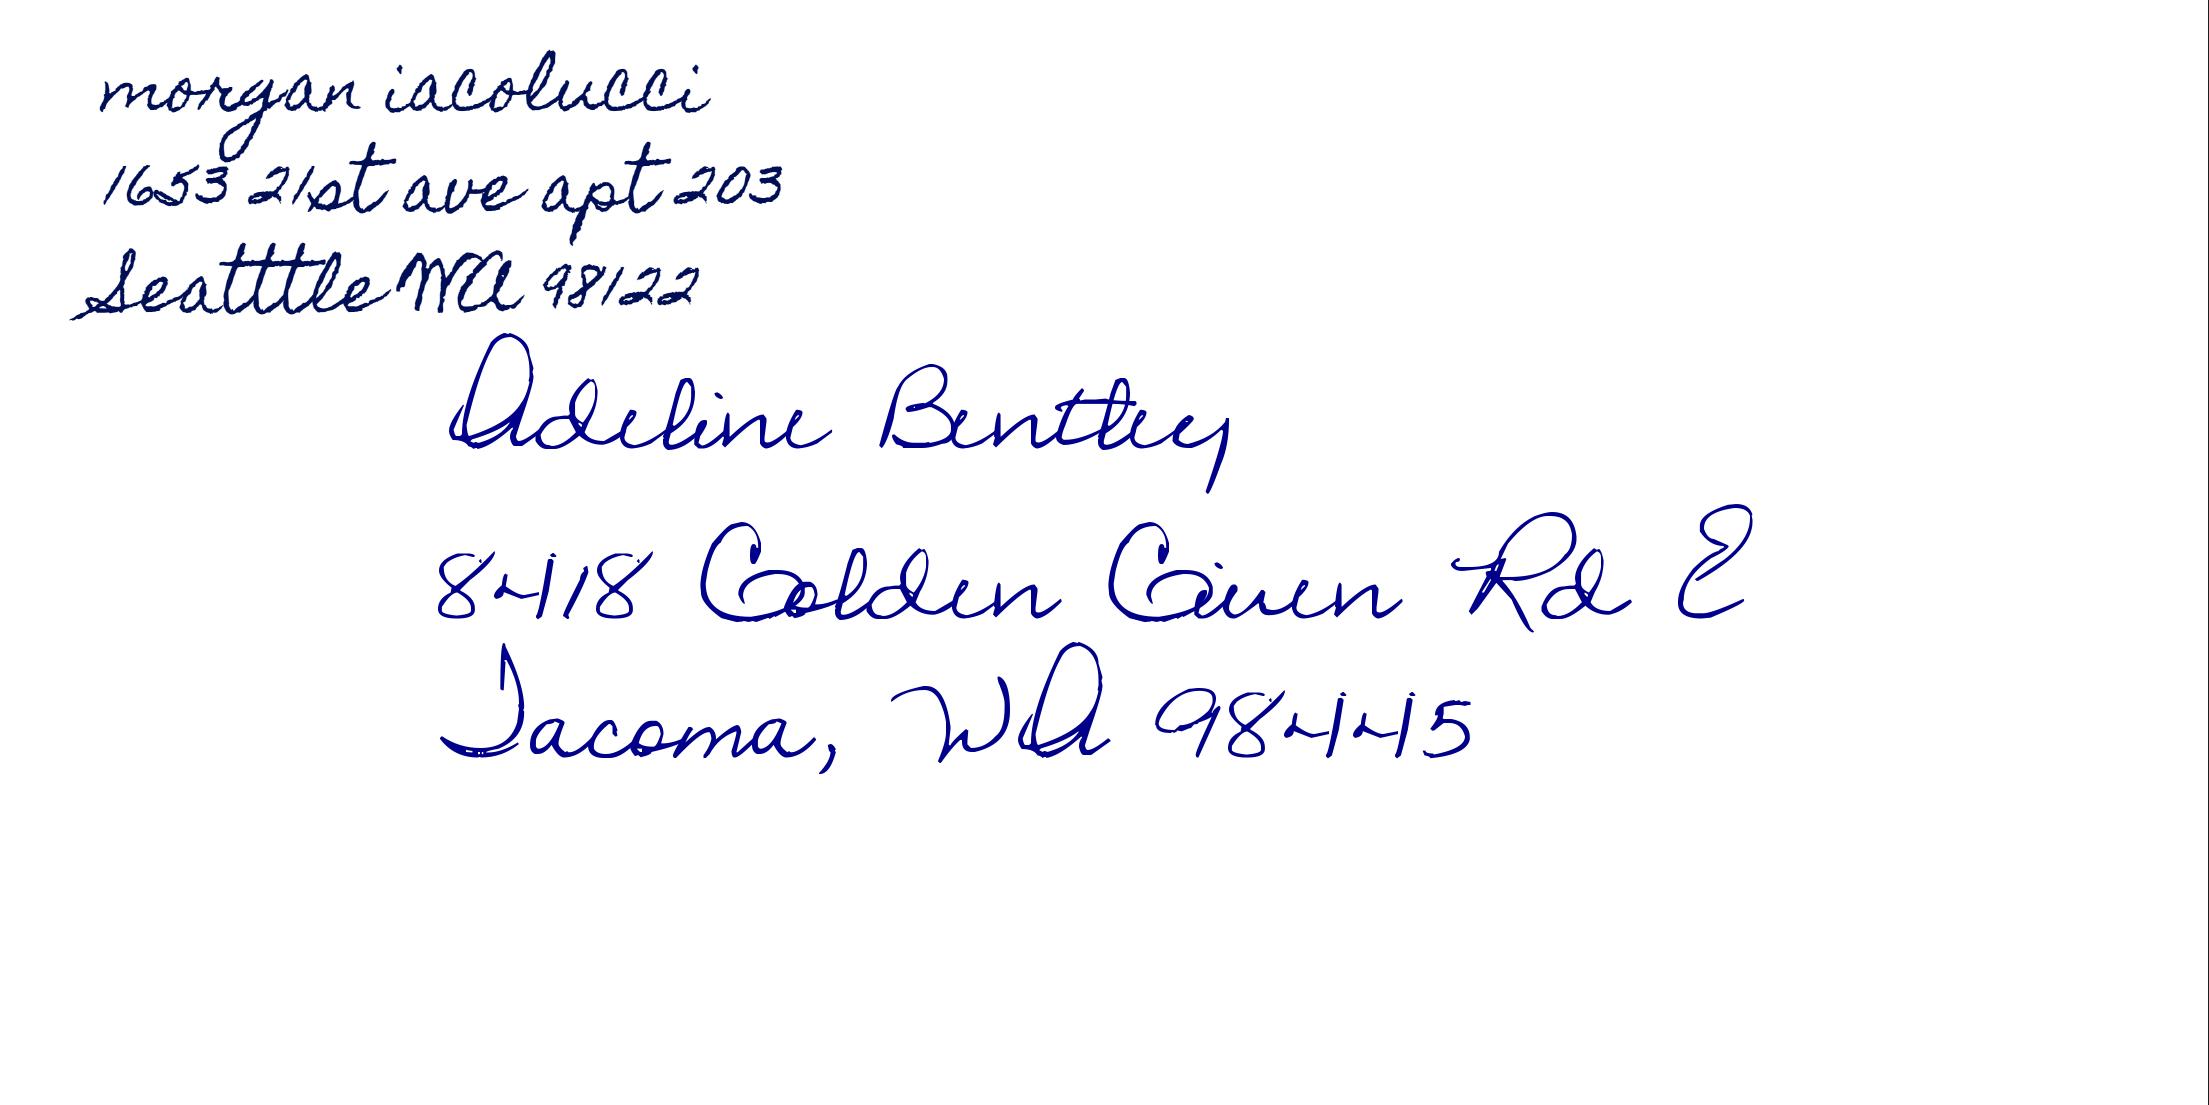 morgan iacolucci
1653 21st ave apt 203
Seatttle WA 98122
Adeline Bentley
8418 Golden Given Rd E
Tacoma, WA 98445